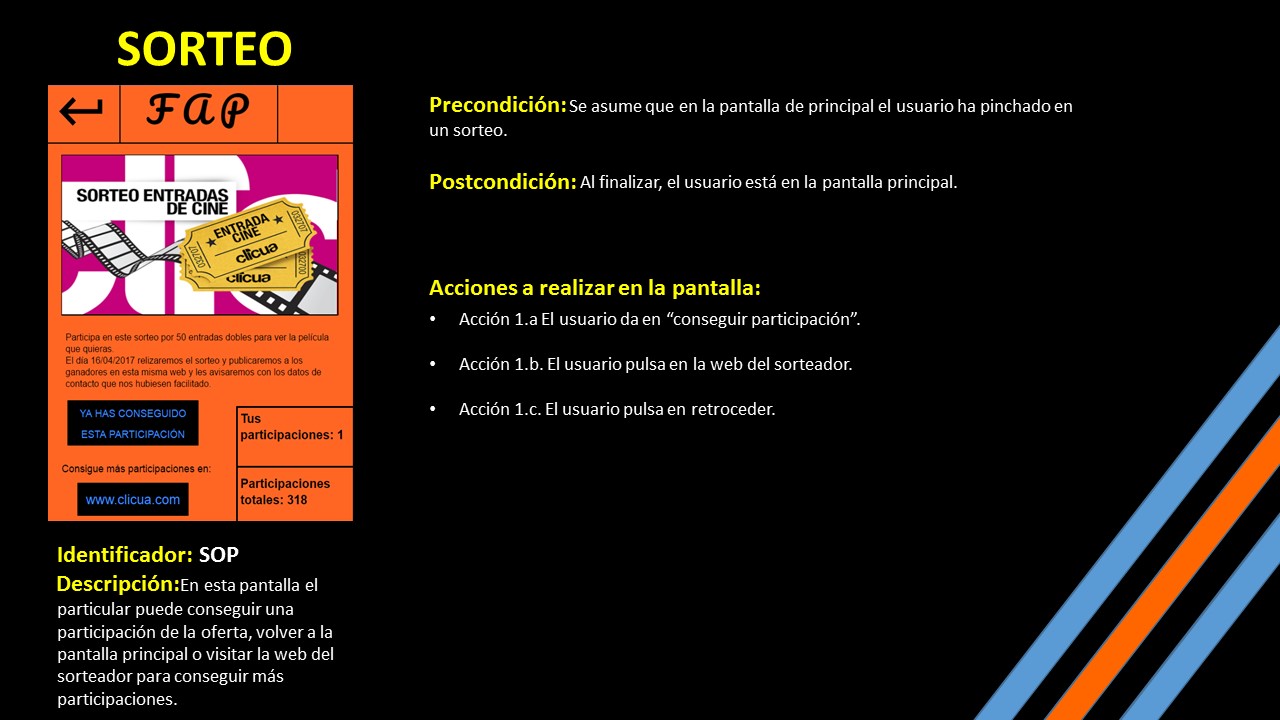 SORTEO
FAP
SORTEO ENTRADAS
DE CINE
ENTRADA
CINE
clicua
032707
032707
032700
clicua
Participa en este sorteo por 50 entradas dobles para ver la película
que quieras.
El día 16/04/2017 relizaremos el sorteo y publicaremos a los
ganadores en esta misma web y les avisaremos con los datos de
contacto que nos hubiesen facilitado.
YA HAS CONSEGUIDO
ESTA PARTICIPACIÓN
Tus
participaciones: 1
Consigue más participaciones en:
www.clicua.com
Participaciones
totales: 318
Identificador: SOP
Descripción:En esta pantalla el
particular puede conseguir una
participación de la oferta, volver a la
pantalla principal o visitar la web del
sorteador para conseguir más
participaciones.
Precondición: Se asume que en la pantalla de principal el usuario ha pinchado en
un sorteo.
Postcondición: Al finalizar, el usuario está en la pantalla principal.
Acciones a realizar en la pantalla:
• Acción 1.a El usuario da en “conseguir participación”.
• Acción 1.b. El usuario pulsa en la web del sorteador.
• Acción 1.c. El usuario pulsa en retroceder.